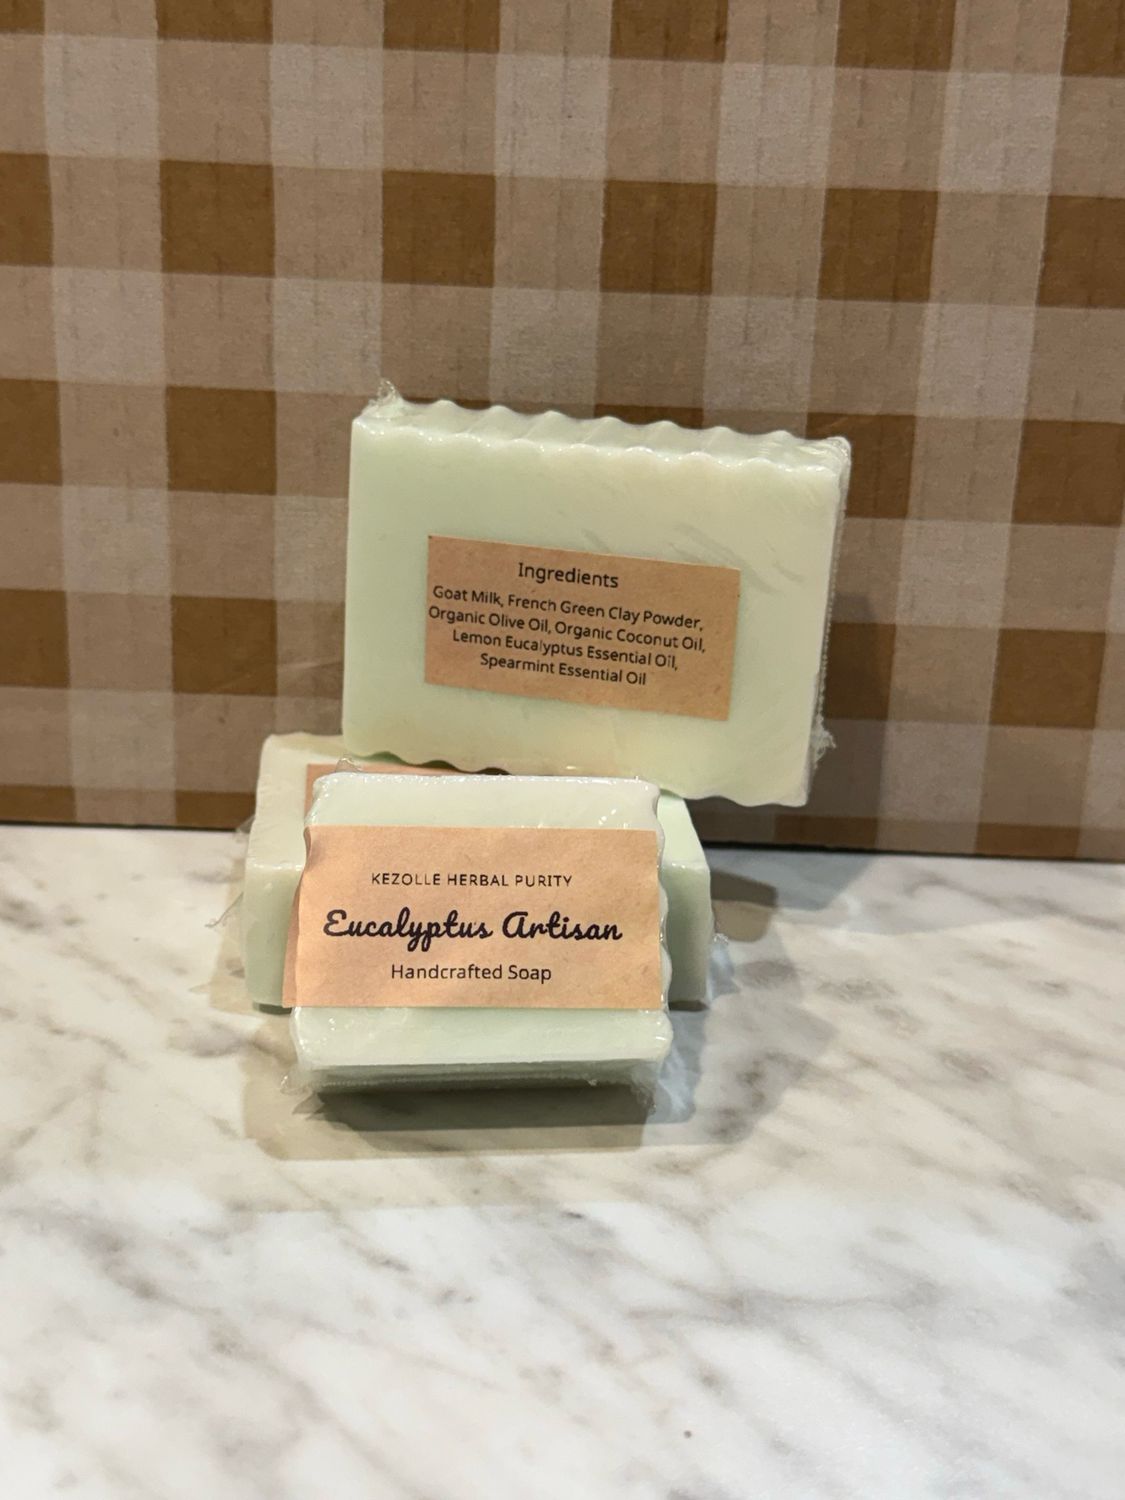 Ingredients
Goat Milk, French Green Clay Powder,
Organic Olive Oil, Organic Coconut Oil,
Lemon Eucalyptus Essential Oil,
Spearmint Essential Oil
KEZOLLE HERBAL PURITY
Eucalyptus Artisan
Handcrafted Soap